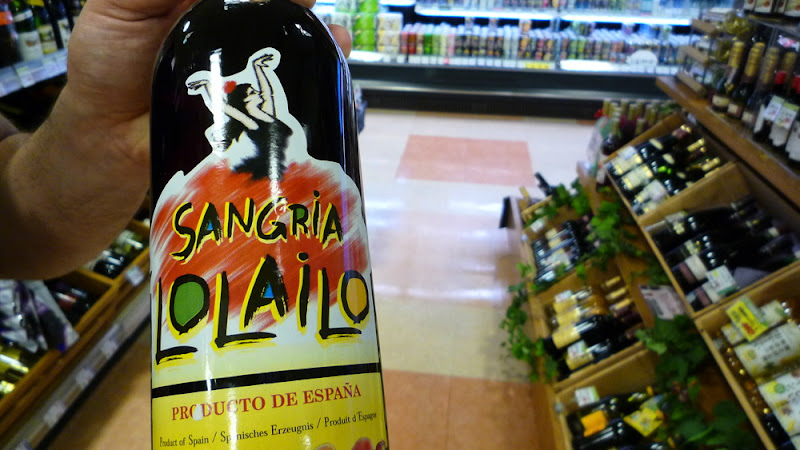 SANGRIA
LOLAILO
PRODUCTO DE ESPAÑA
Product of Spain / Spanisches Erzeugnis / Produit d'Espagne